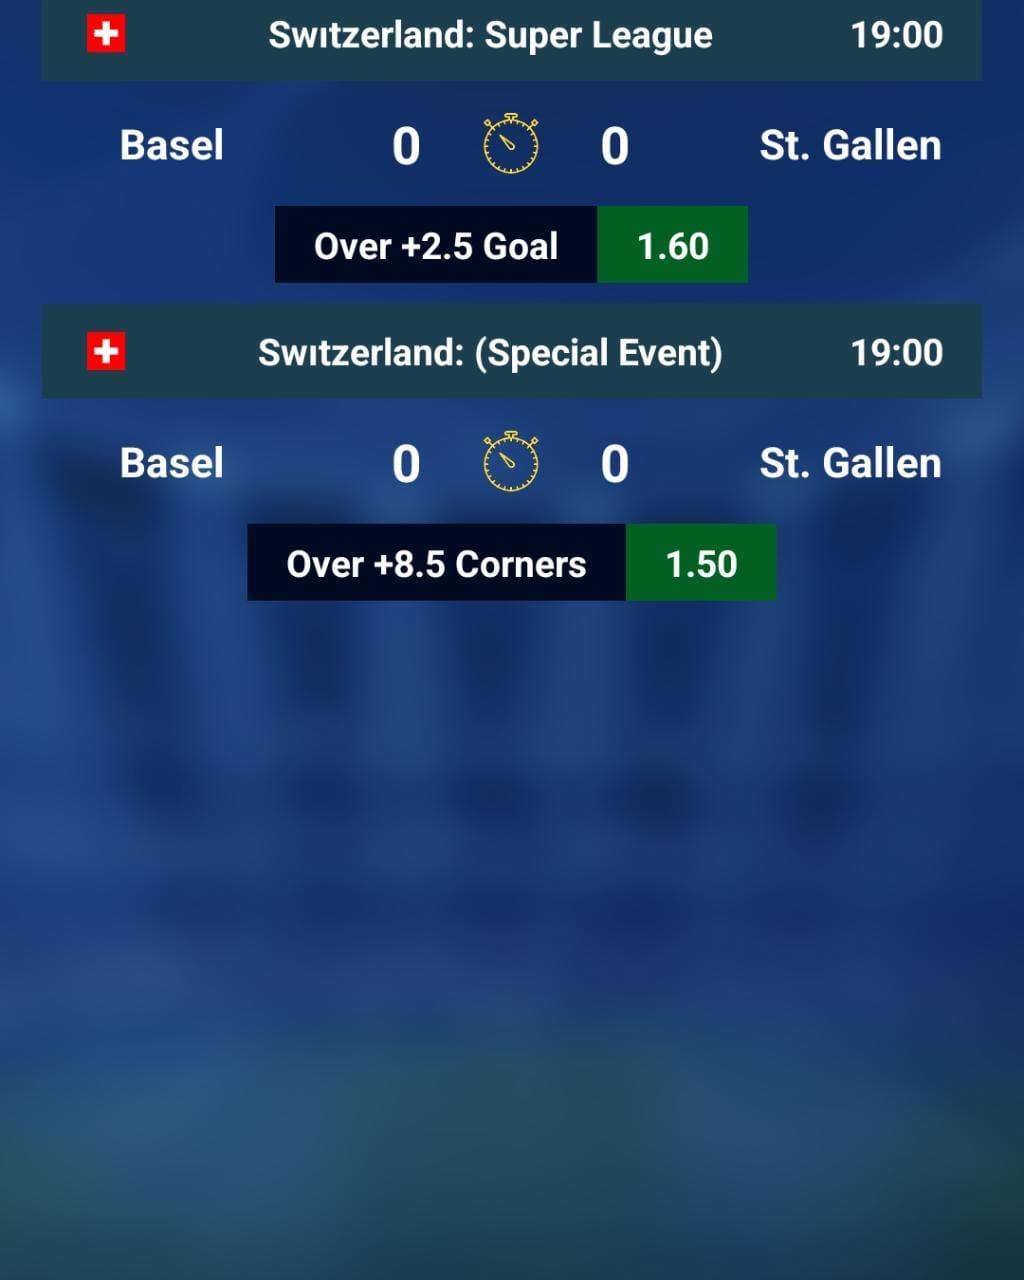 Swıtzerland: Super League 19:00
Basel 0 0 St. Gallen
Over +2.5 Goal 1.60
Swıtzerland: (Special Event) 19:00
Basel 0 0 St. Gallen
Over +8.5 Corners 1.50